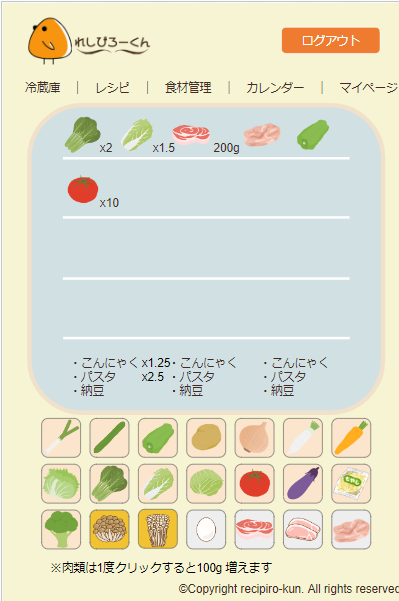 れしぴろーくん
ログアウト
冷蔵庫 | レシピ | 食材管理 | カレンダー | マイページ
x2 x1.5 200g
x10
・こんにゃく x1.25 ・こんにゃく ・こんにゃく
・パスタ x2.5 ・パスタ ・パスタ
・納豆 ・納豆 ・納豆
もやし
※肉類は1度クリックすると100g 増えます
©Copyright recipiro-kun. All rights reserved